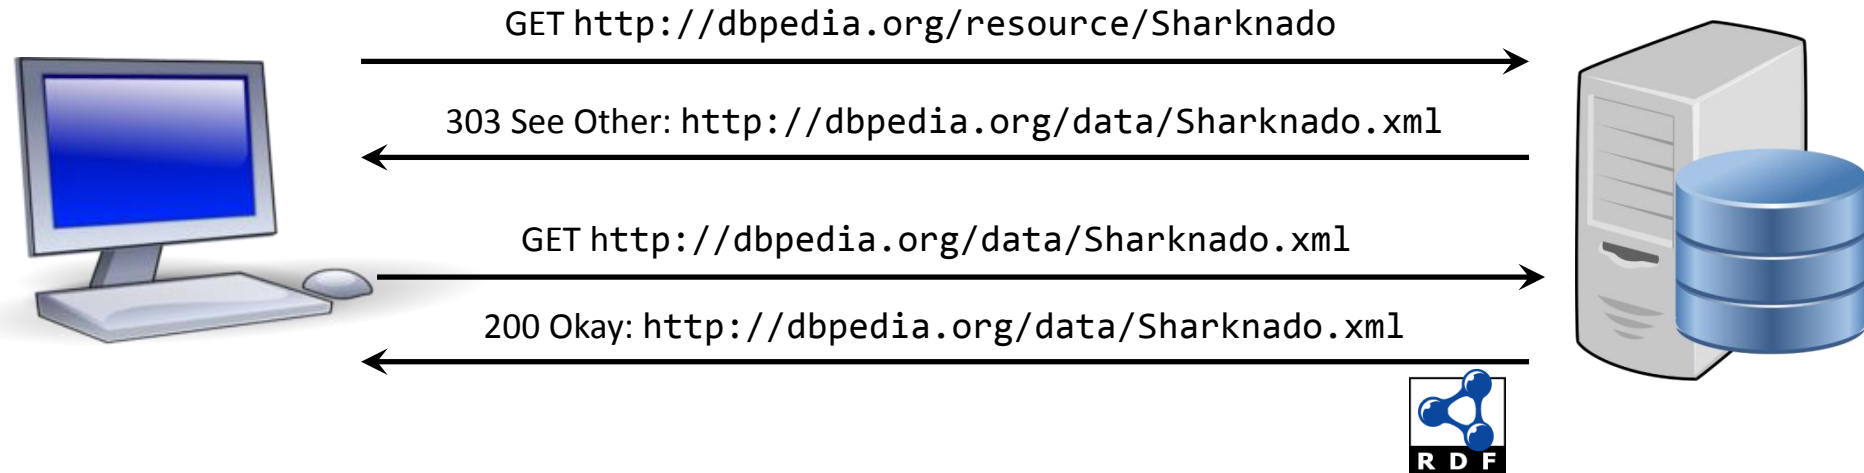 GET http://dbpedia.org/resource/Sharknado
303 See Other: http://dbpedia.org/data/Sharknado.xml
GET http://dbpedia.org/data/Sharknado.xml
200 Okay: http://dbpedia.org/data/Sharknado.xml
RDF